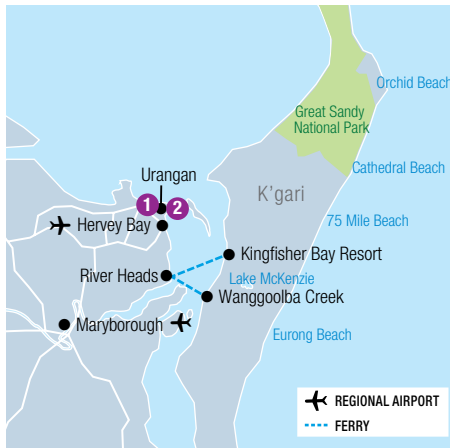 Orchid Beach
Great Sandy
National Park
Cathedral Beach
Urangan
K'gari
1
2
75 Mile Beach
Hervey Bay
Kingfisher Bay Resort
River Heads
Lake McKenzie
Wanggoolba Creek
Maryborough
Eurong Beach
REGIONAL AIRPORT
FERRY